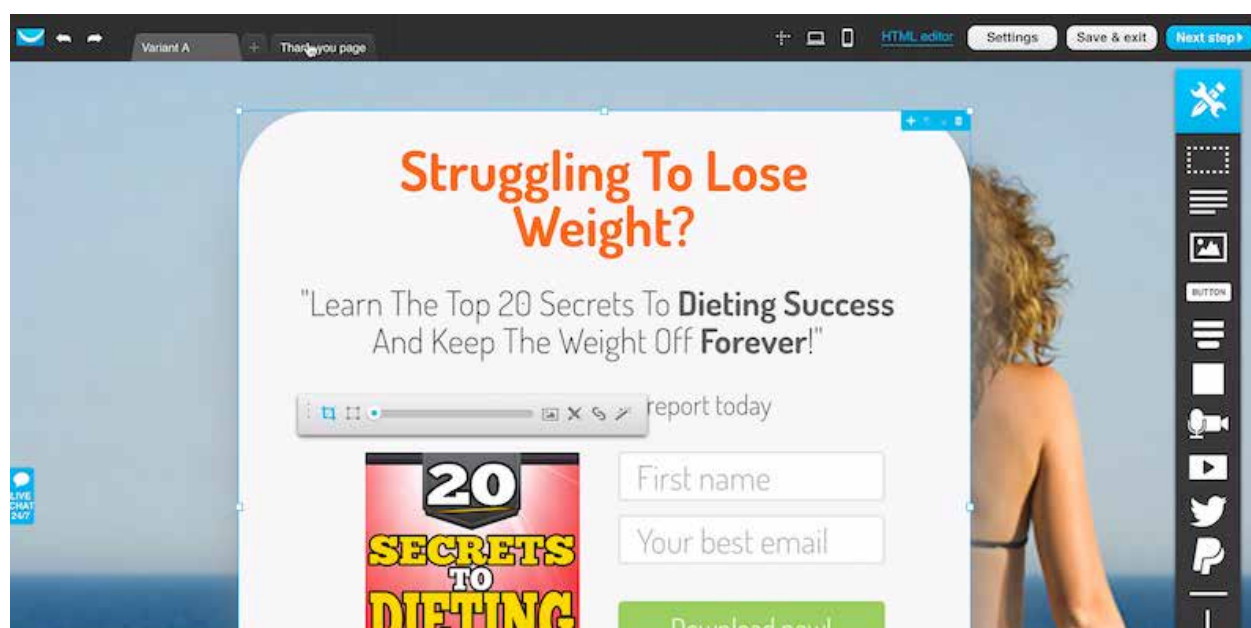 Variant A
Thank you page
HTML editor
Settings
Save & exit
Next step
Struggling To Lose
Weight?
"Learn The Top 20 Secrets To Dieting Success
And Keep The Weight Off Forever!"
report today
BUTTON
First name
Your best email
LIVE
CHAT
24/7
20
SECRETS
TO
DIETING
Download now!